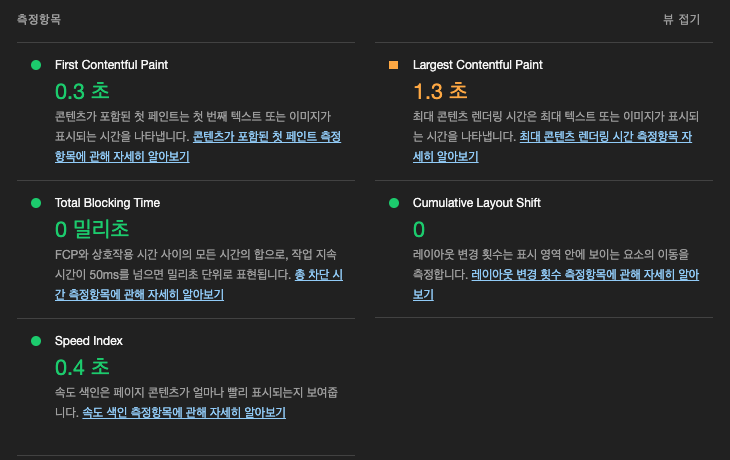 측정항목
뷰 접기
First Contentful Paint
0.3 초
콘텐츠가 포함된 첫 페인트는 첫 번째 텍스트 또는 이미지가
표시되는 시간을 나타냅니다. 콘텐츠가 포함된 첫 페인트 측정
항목에 관해 자세히 알아보기
Largest Contentful Paint
1.3 초
최대 콘텐츠 렌더링 시간은 최대 텍스트 또는 이미지가 표시되
는 시간을 나타냅니다. 최대 콘텐츠 렌더링 시간 측정항목 자
세히 알아보기
Total Blocking Time
0 밀리초
FCP와 상호작용 시간 사이의 모든 시간의 합으로, 작업 지속
시간이 50ms를 넘으면 밀리초 단위로 표현됩니다. 총 차단 시
간 측정항목에 관해 자세히 알아보기
Cumulative Layout Shift
0
레이아웃 변경 횟수는 표시 영역 안에 보이는 요소의 이동을
측정합니다. 레이아웃 변경 횟수 측정항목에 관해 자세히 알아
보기
Speed Index
0.4 초
속도 색인은 페이지 콘텐츠가 얼마나 빨리 표시되는지 보여줍
니다. 속도 색인 측정항목에 관해 자세히 알아보기